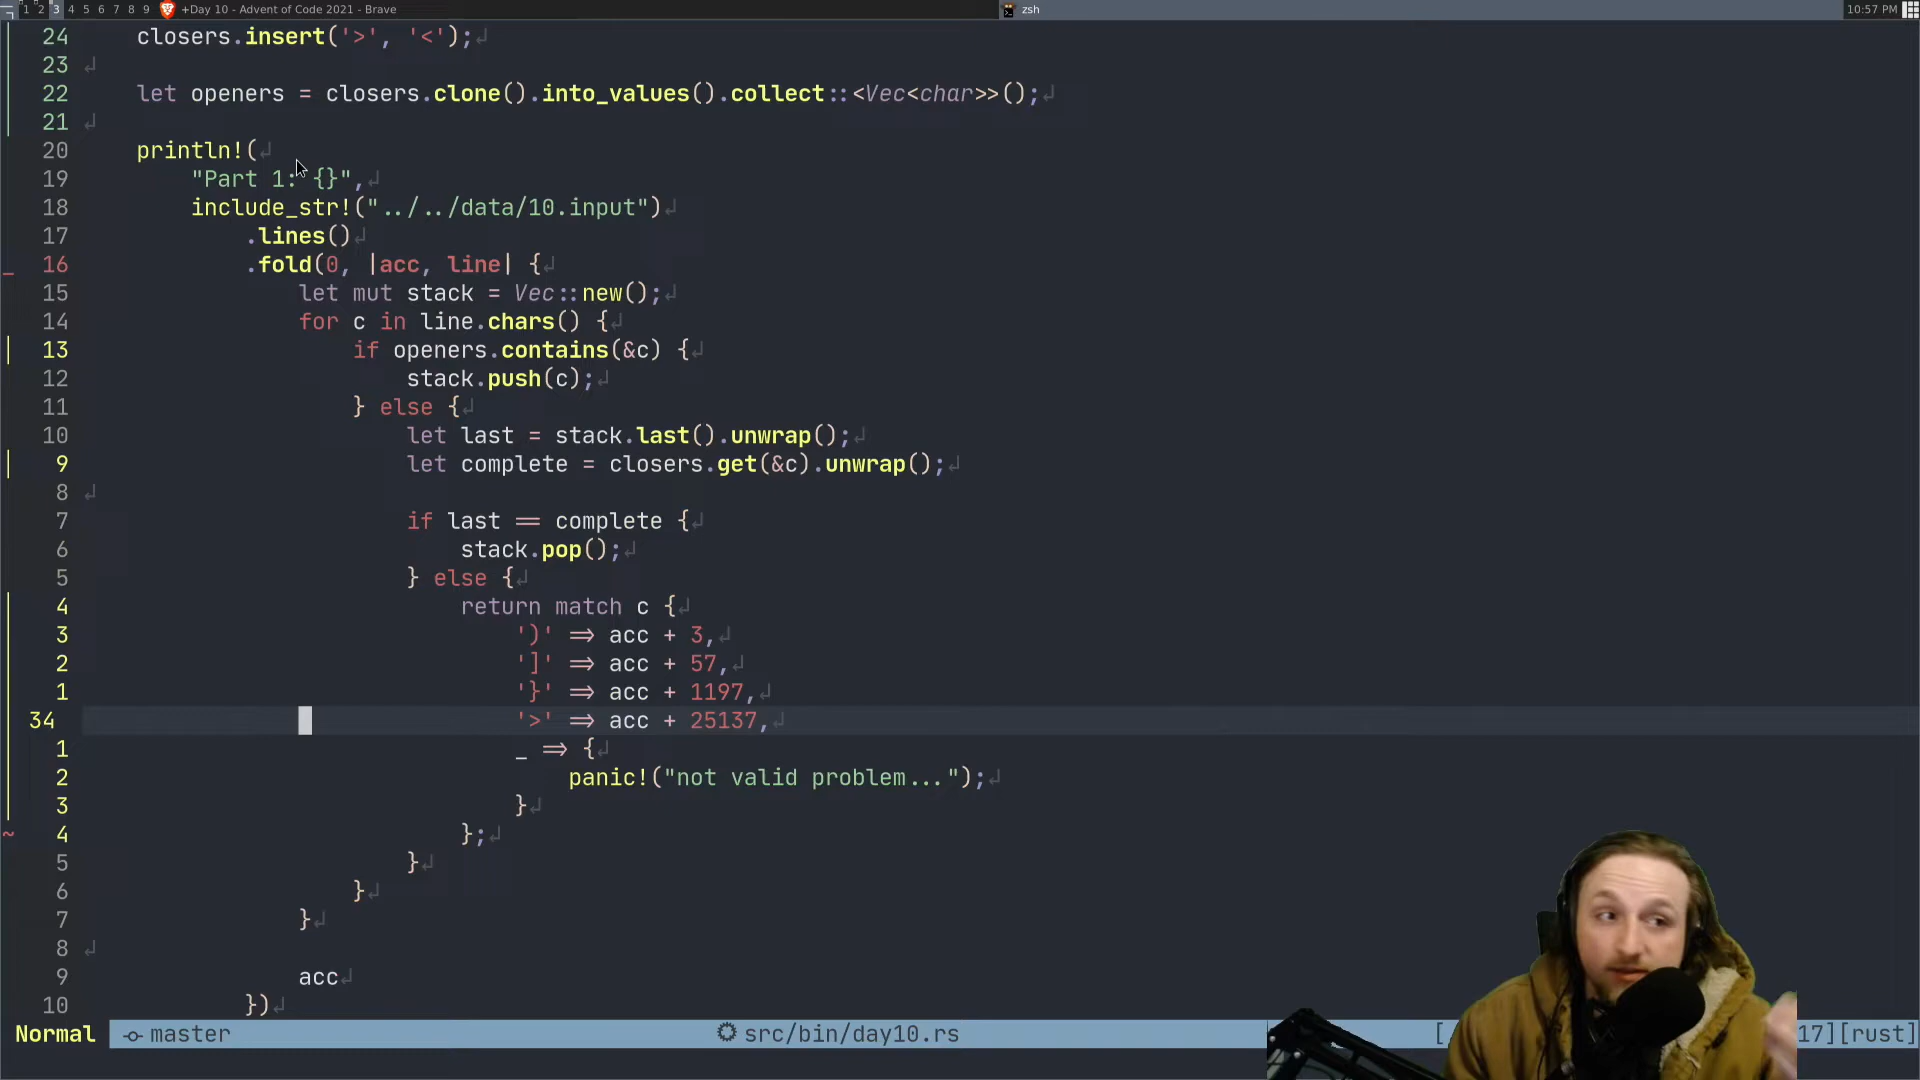 1 2 3 4 5 6 7 8 9 +Day 10 - Advent of Code 2021 - Brave zsh 10:57 PM
24 closers.insert('>', '<');
23
22 let openers = closers.clone().into_values().collect::<Vec<char>>();
21
20 println!(
19 "Part 1: {}",
18 include_str!("../../data/10.input")
17 .lines()
16 .fold(0, |acc, line| {
15 let mut stack = Vec::new();
14 for c in line.chars() {
13 if openers.contains(&c) {
12 stack.push(c);
11 } else {
10 let last = stack.last().unwrap();
9 let complete = closers.get(&c).unwrap();
8
7 if last == complete {
6 stack.pop();
5 } else {
4 return match c {
3 ')' => acc + 3,
2 ']' => acc + 57,
1 '}' => acc + 1197,
34 '>' => acc + 25137,
1 _ => {
2 panic!("not valid problem...");
3 }
4 };
5 }
6 }
7 }
8
9 acc
10 })
Normal master src/bin/day10.rs [ 17][rust]